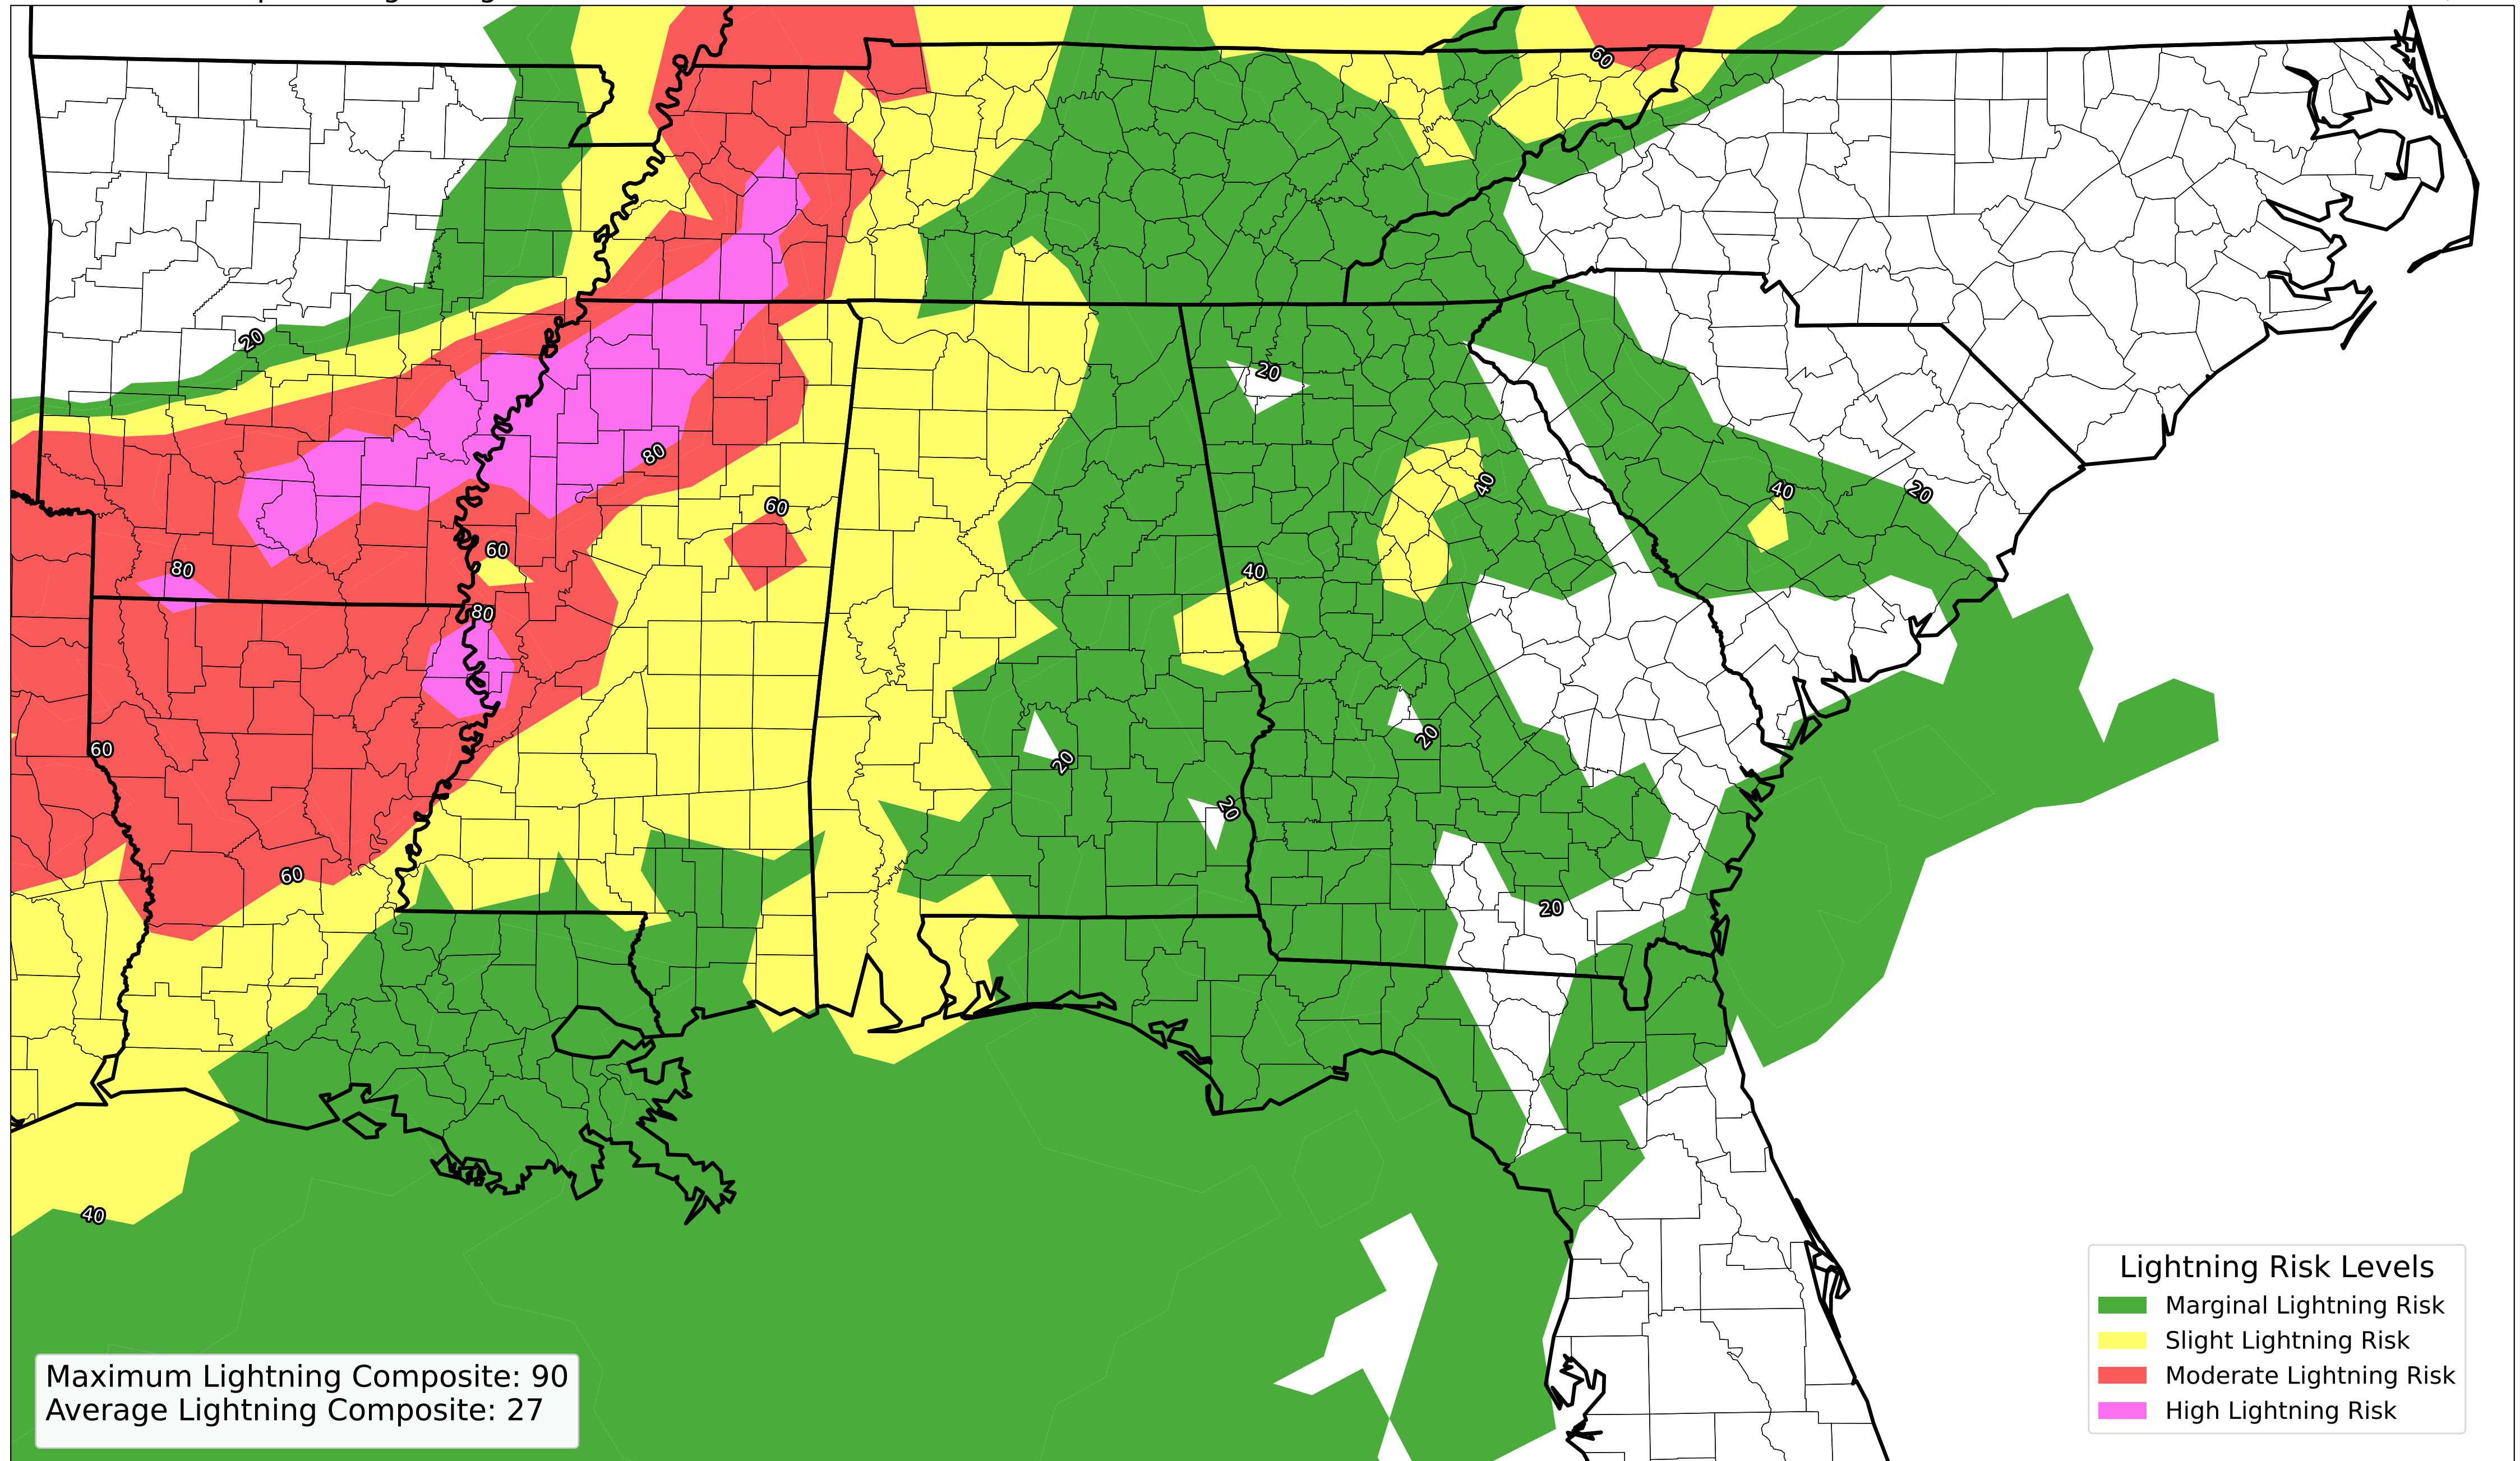 60
20
20
80
60
40
40
20
60
80
40
80
60
20
20
20
60
20
40
Lightning Risk Levels
Marginal Lightning Risk
Slight Lightning Risk
Moderate Lightning Risk
High Lightning Risk
Maximum Lightning Composite: 90
Average Lightning Composite: 27